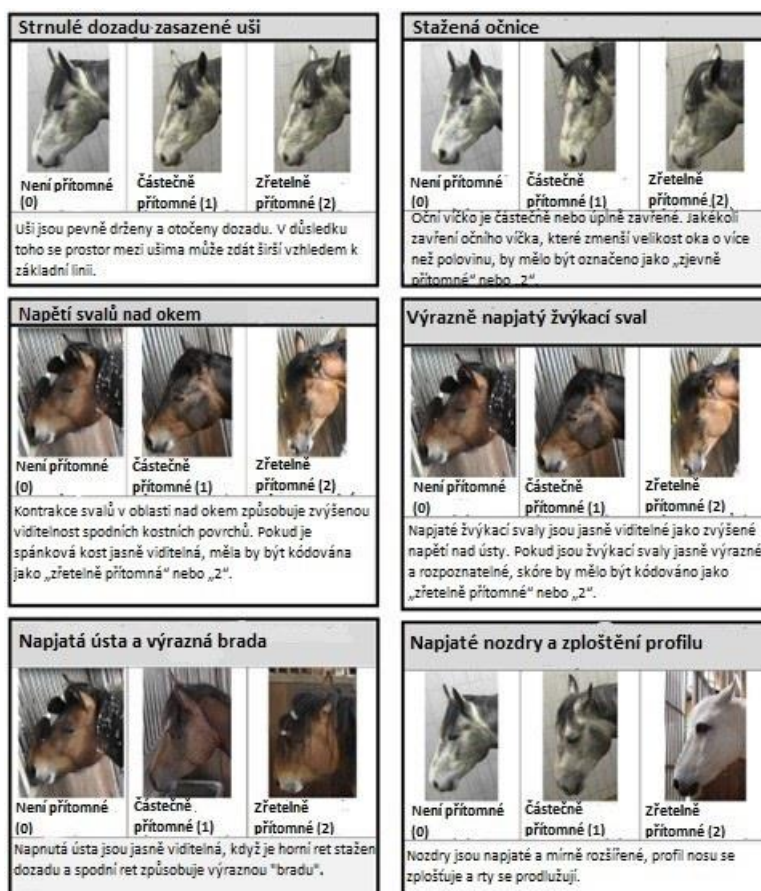 Strnulé dozadu zasazené uši
Není přítomné
(0)
Částečně
přítomné (1)
Zřetelně
přítomné (2)
Uši jsou pevně drženy a otočeny dozadu. V důsledku
toho se prostor mezi ušima může zdát širší vzhledem k
základní linii.
Stažená očnice
Není přítomné
(0)
Částečně
přítomné (1)
Zřetelně
přítomné (2)
Oční víčko je částečně nebo úplně zavřené. Jakékoli
zavření očního víčka, které zmenší velikost oka o více
než polovinu, by mělo být označeno jako „zjevně
přítomné“ nebo „2“.
Napětí svalů nad okem
Není přítomné
(0)
Částečně
přítomné (1)
Zřetelně
přítomné (2)
Kontrakce svalů v oblasti nad okem způsobuje zvýšenou
viditelnost spodních kostních povrchů. Pokud je
spánková kost jasně viditelná, měla by být kódována
jako „zřetelně přítomná“ nebo „2“.
Výrazně napjatý žvýkací sval
Není přítomné
(0)
Částečně
přítomné (1)
Zřetelně
přítomné (2)
Napjaté žvýkací svaly jsou jasně viditelné jako zvýšené
napětí nad ústy. Pokud jsou žvýkací svaly jasně výrazné
a rozpoznatelné, skóre by mělo být kódováno jako
„zřetelně přítomné“ nebo „2“.
Napjatá ústa a výrazná brada
Není přítomné
(0)
Částečně
přítomné (1)
Zřetelně
přítomné (2)
Napnutá ústa jsou jasně viditelná, když je horní ret stažen
dozadu a spodní ret způsobuje výraznou "bradu".
Napjaté nozdry a zploštění profilu
Není přítomné
(0)
Částečně
přítomné (1)
Zřetelně
přítomné (2)
Nozdry jsou napjaté a mírně rozšířené, profil nosu se
zplošťuje a rty se prodlužují.